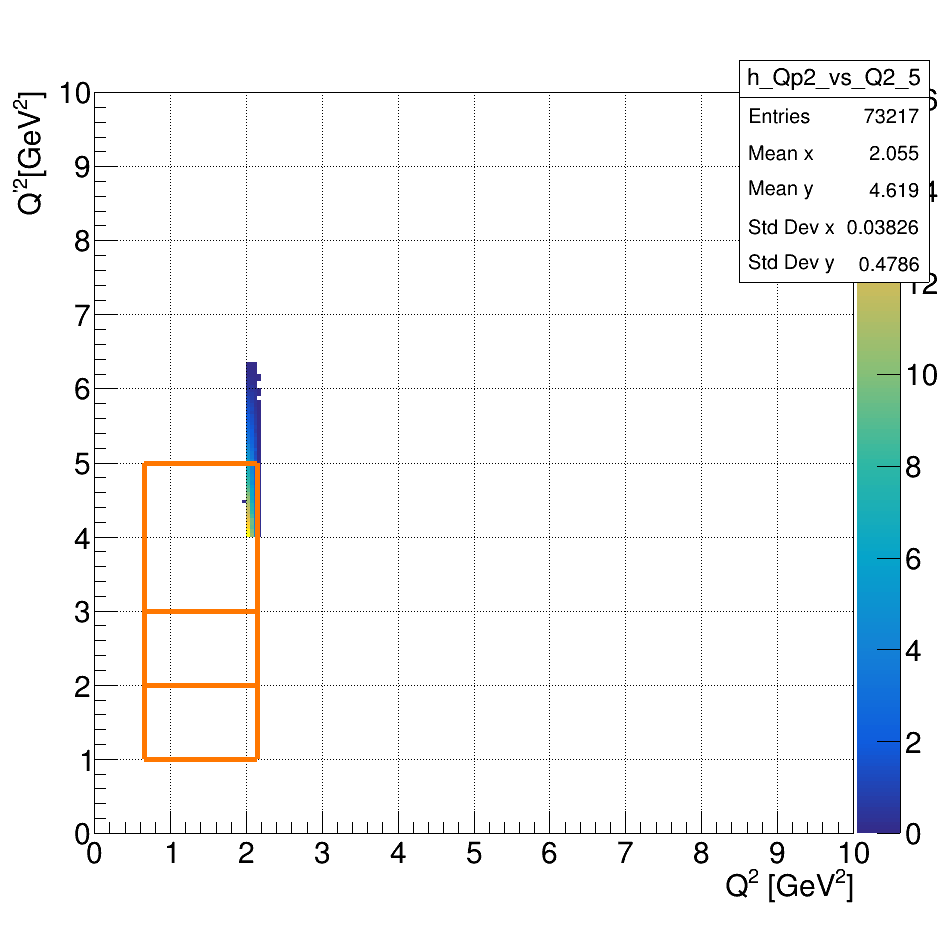 h_Qp2_vs_Q2_5
Entries 73217
Mean x 2.055
Mean y 4.619
Std Dev x 0.03826
Std Dev y 0.4786
Q'2[GeV2]
10
9
8
7
6
5
4
3
2
1
0
0 1 2 3 4 5 6 7 8 9 10
Q2 [GeV2]
12
10
8
6
4
2
0